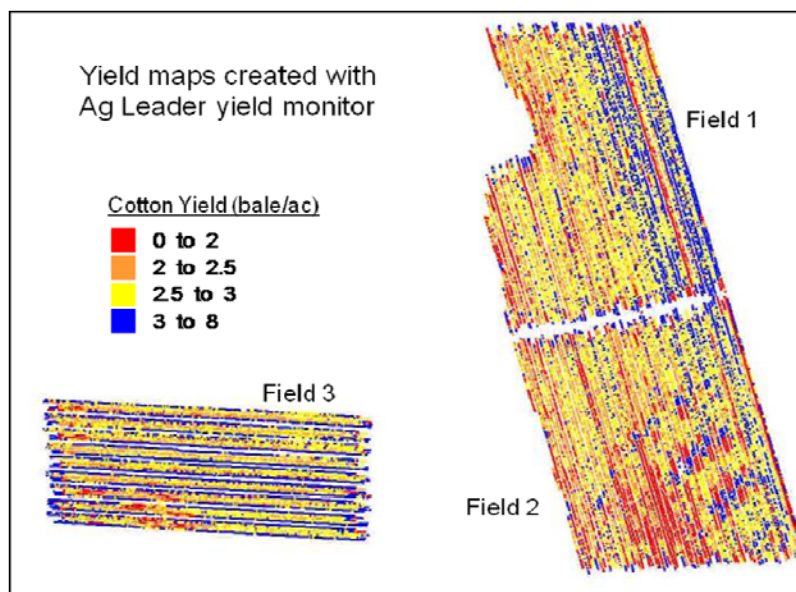 Yield maps created with
Ag Leader yield monitor
Field 1
Cotton Yield (bale/ac)
0 to 2
2 to 2.5
2.5 to 3
3 to 8
Field 3
Field 2